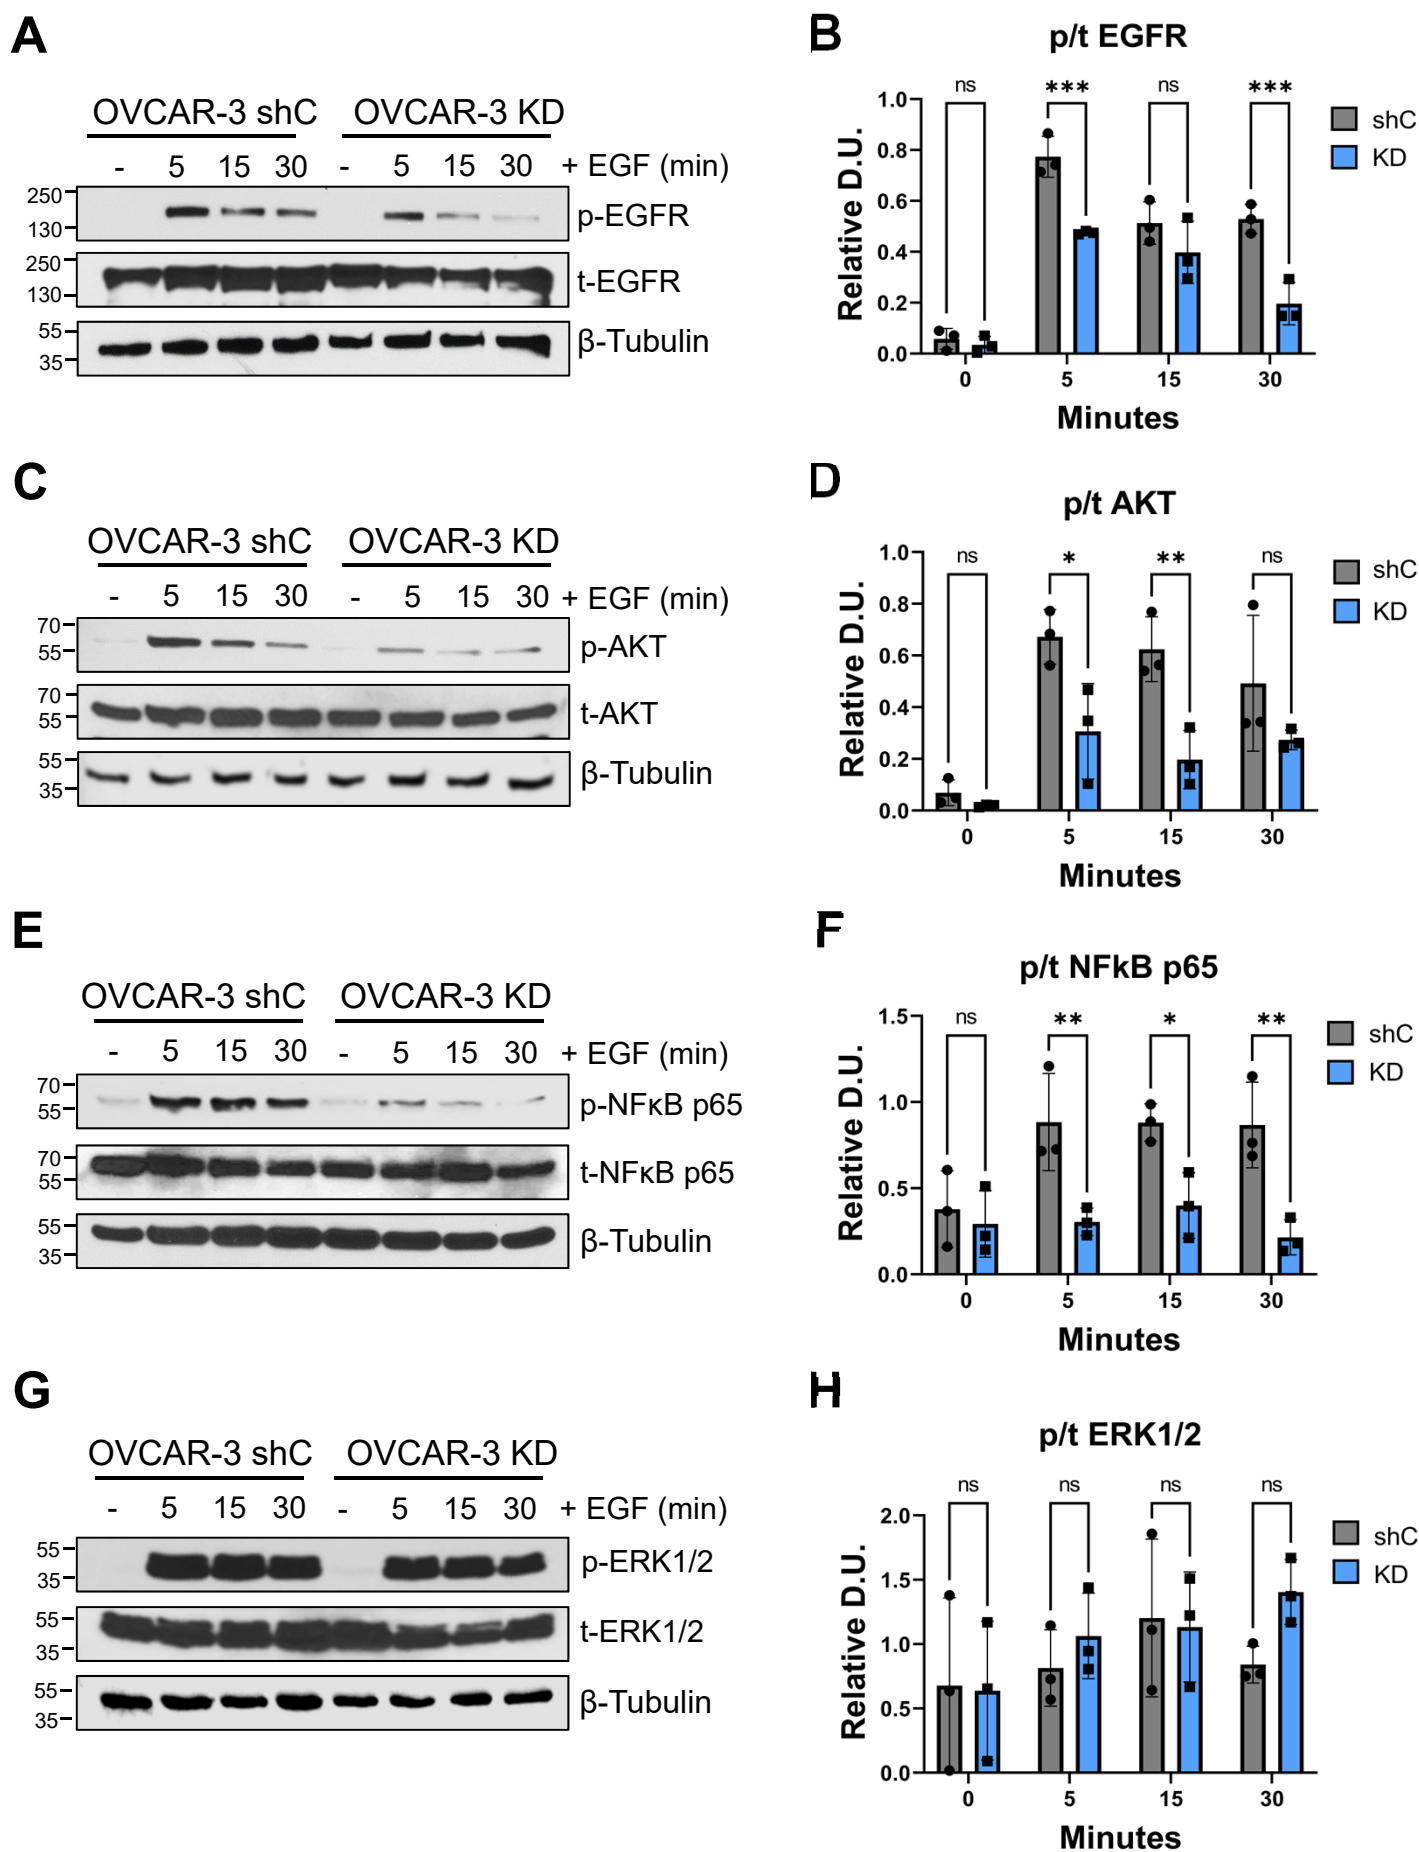 A
OVCAR-3 shC OVCAR-3 KD
- 5 15 30 - 5 15 30 + EGF (min)
250
130
p-EGFR
250
130
t-EGFR
55
35
β-Tubulin
B
p/t EGFR
ns *** ns ***
shC
KD
1.0
0.8
0.6
0.4
0.2
0.0
Relative D.U.
0 5 15 30
Minutes
C
OVCAR-3 shC OVCAR-3 KD
- 5 15 30 - 5 15 30 + EGF (min)
70
55
p-AKT
70
55
t-AKT
55
35
β-Tubulin
D
p/t AKT
ns * ** ns
shC
KD
1.0
0.8
0.6
0.4
0.2
0.0
Relative D.U.
0 5 15 30
Minutes
E
OVCAR-3 shC OVCAR-3 KD
- 5 15 30 - 5 15 30 + EGF (min)
70
55
p-NFκB p65
70
55
t-NFκB p65
55
35
β-Tubulin
F
p/t NFkB p65
ns ** * **
shC
KD
1.5
1.0
0.5
0.0
Relative D.U.
0 5 15 30
Minutes
G
OVCAR-3 shC OVCAR-3 KD
- 5 15 30 - 5 15 30 + EGF (min)
55
35
p-ERK1/2
55
35
t-ERK1/2
55
35
β-Tubulin
H
p/t ERK1/2
ns ns ns ns
shC
KD
2.0
1.5
1.0
0.5
0.0
Relative D.U.
0 5 15 30
Minutes